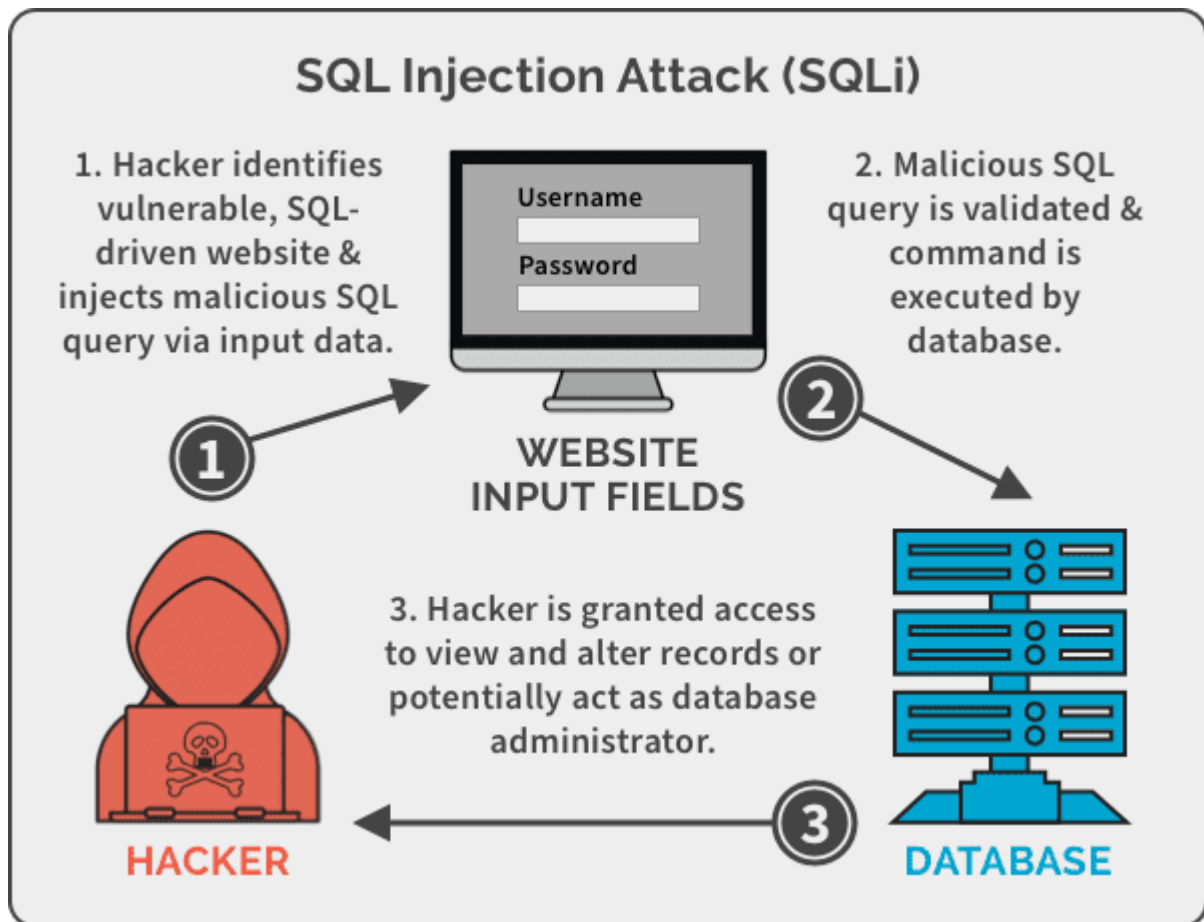 SQL Injection Attack (SQLi)
1. Hacker identifies
vulnerable, SQL-
driven website &
injects malicious SQL
query via input data.
Username
Password
2. Malicious SQL
query is validated &
command is
executed by
database.
1
2
WEBSITE
INPUT FIELDS
3. Hacker is granted access
to view and alter records or
potentially act as database
administrator.
3
HACKER
DATABASE